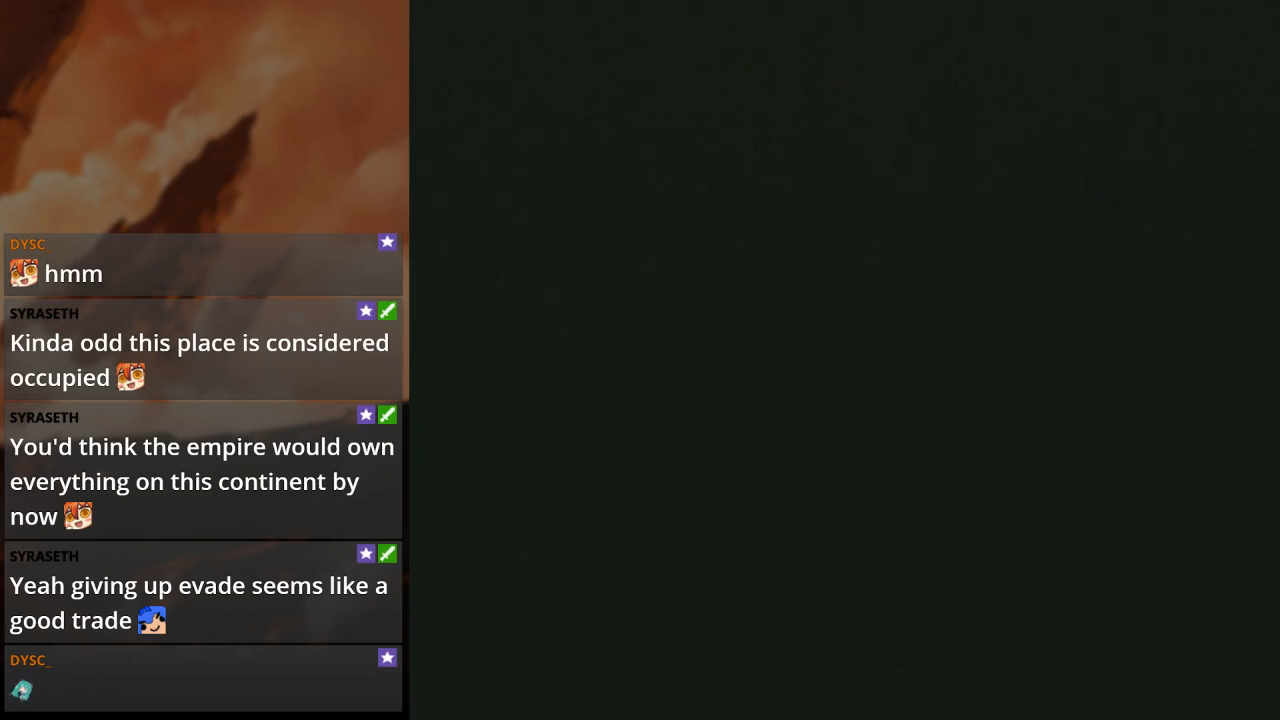 DYSC_
hmm
SYRASETH
Kinda odd this place is considered
occupied
SYRASETH
You'd think the empire would own
everything on this continent by
now
SYRASETH
Yeah giving up evade seems like a
good trade
DYSC_